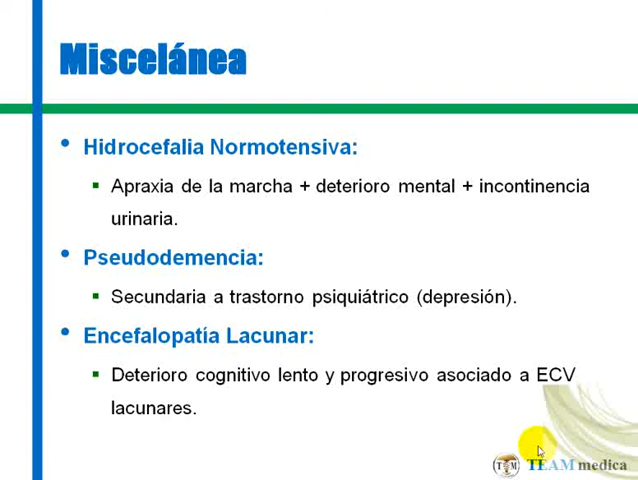 Miscelánea
• Hidrocefalia Normotensiva:
▪ Apraxia de la marcha + deterioro mental + incontinencia
urinaria.
• Pseudodemencia:
▪ Secundaria a trastorno psiquiátrico (depresión).
• Encefalopatía Lacunar:
▪ Deterioro cognitivo lento y progresivo asociado a ECV
lacunares.
TM TEAM medica